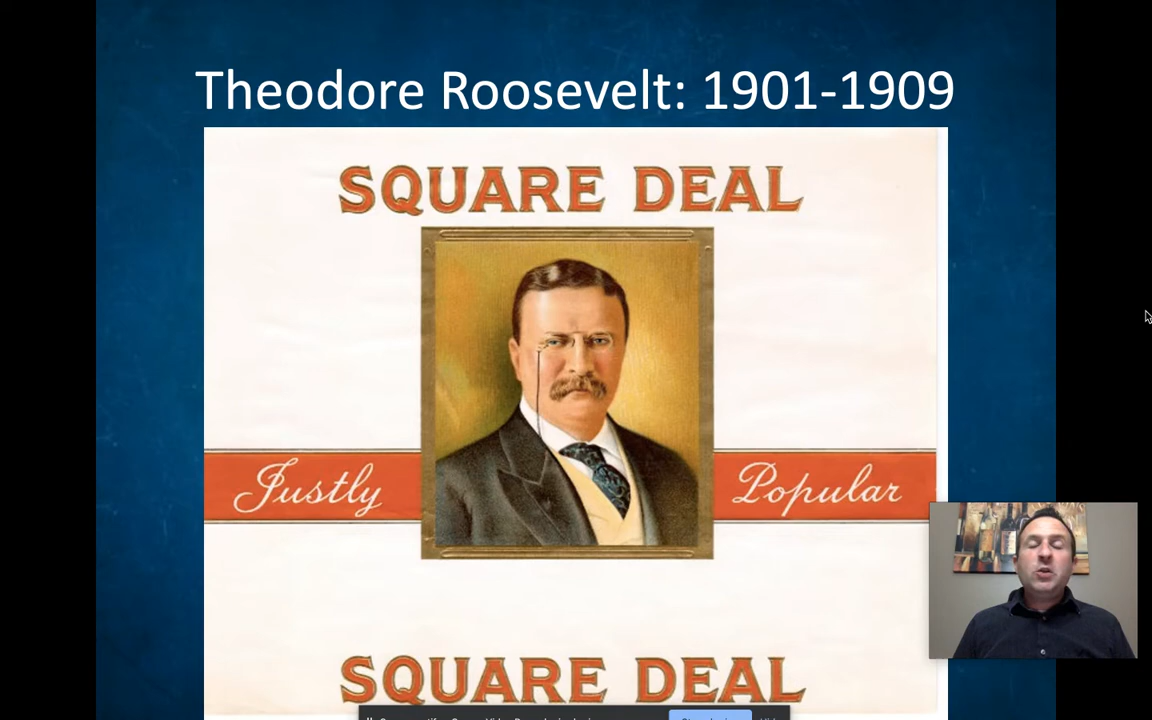 Theodore Roosevelt: 1901-1909
SQUARE DEAL
Justly
Popular
SQUARE DEAL